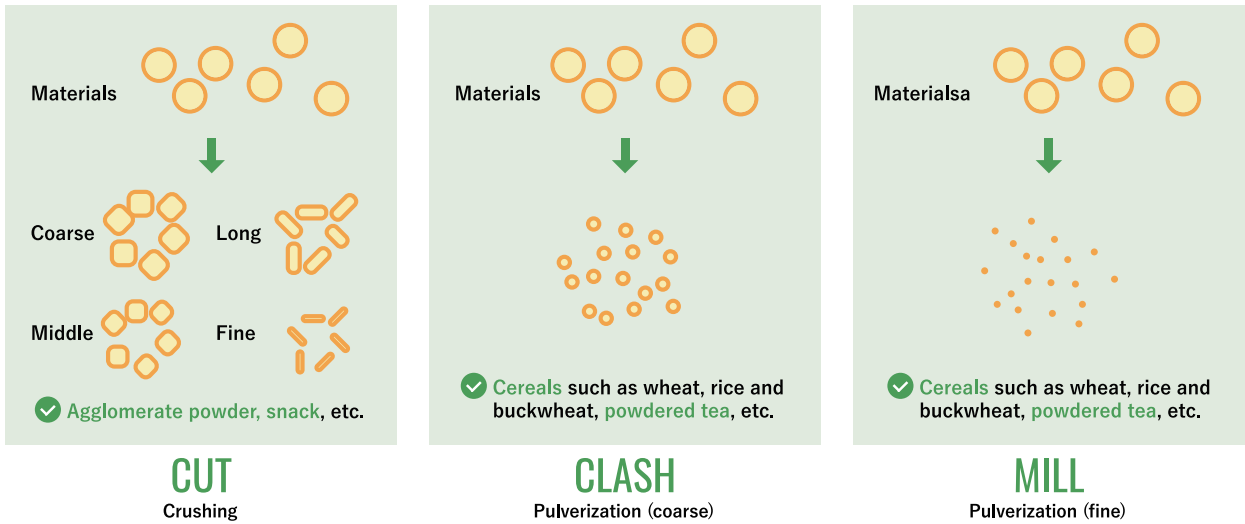 Materials
Coarse
Long
Middle
Fine
Agglomerate powder, snack, etc.
CUT
Crushing
Materials
Cereals such as wheat, rice and
buckwheat, powdered tea, etc.
CLASH
Pulverization (coarse)
Materialsa
Cereals such as wheat, rice and
buckwheat, powdered tea, etc.
MILL
Pulverization (fine)